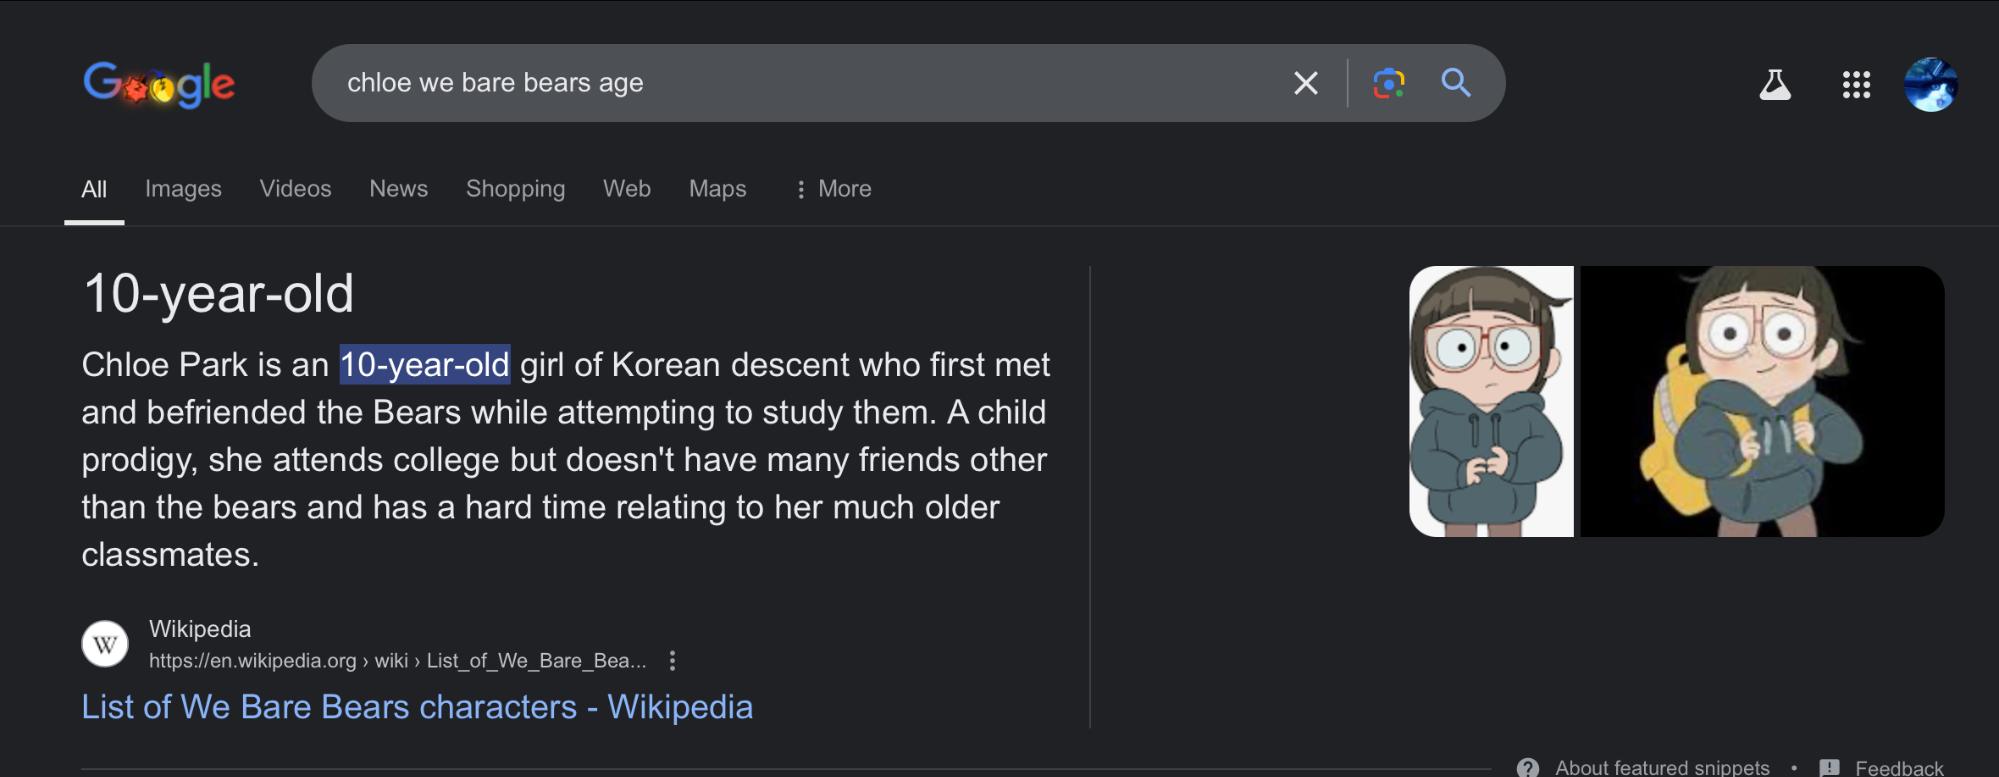 Google
chloe we bare bears age
All Images Videos News Shopping Web Maps More
10-year-old
Chloe Park is an 10-year-old girl of Korean descent who first met
and befriended the Bears while attempting to study them. A child
prodigy, she attends college but doesn't have many friends other
than the bears and has a hard time relating to her much older
classmates.
W
Wikipedia
https://en.wikipedia.org › wiki › List_of_We_Bare_Bea...
List of We Bare Bears characters - Wikipedia
About featured snippets • Feedback